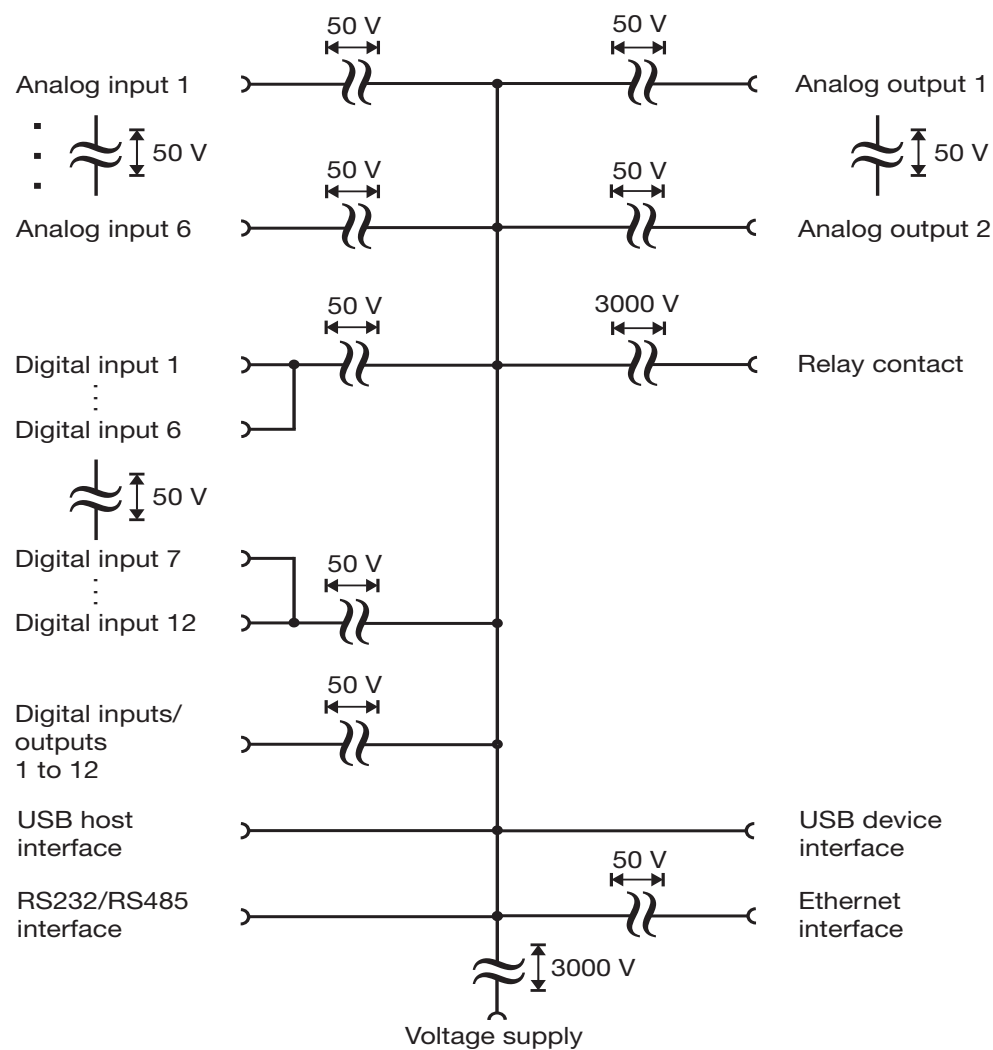 50 V
50 V
Analog input 1
Analog output 1
50 V
50 V
50 V
50 V
Analog input 6
Analog output 2
50 V
3000 V
Digital input 1
Relay contact
Digital input 6
50 V
Digital input 7
50 V
Digital input 12
50 V
Digital inputs/
outputs
1 to 12
USB host
interface
USB device
interface
50 V
RS232/RS485
interface
Ethernet
interface
3000 V
Voltage supply